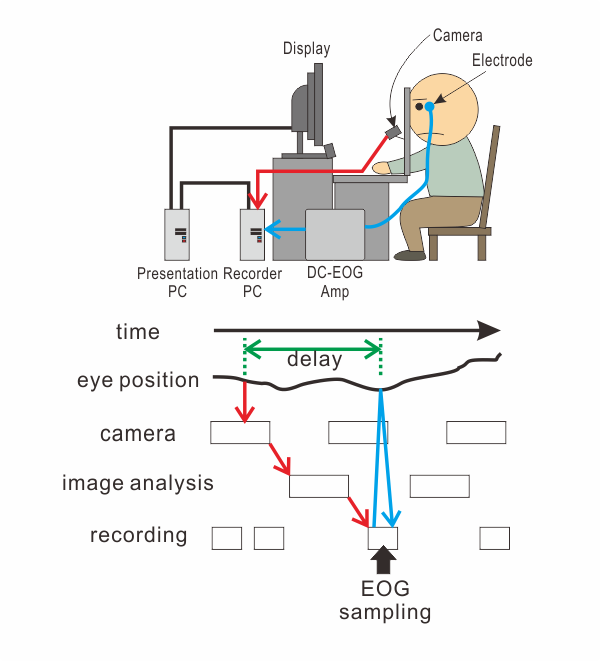 Camera
Display
Electrode
Presentation PC
Recorder PC
DC-EOG Amp
time
delay
eye position
camera
image analysis
recording
EOG
sampling